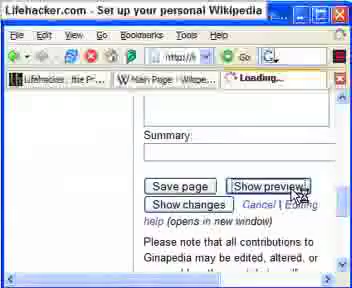 Lifehacker.com - Set up your personal Wikipedia
File Edit View Go Bookmarks Tools Help
http://l Go
Lifehacker, the Pr... Main Page - Wikipe... Loading...
Summary:
Save page Show preview
Show changes Cancel | Editing
help (opens in new window)
Please note that all contributions to
Ginapedia may be edited, altered, or